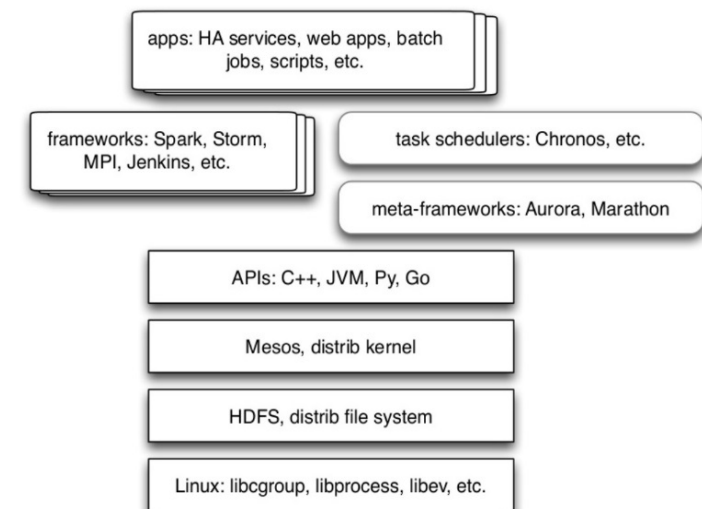 apps: HA services, web apps, batch
jobs, scripts, etc.
frameworks: Spark, Storm,
MPI, Jenkins, etc.
task schedulers: Chronos, etc.
meta-frameworks: Aurora, Marathon
APIs: C++, JVM, Py, Go
Mesos, distrib kernel
HDFS, distrib file system
Linux: libcgroup, libprocess, libev, etc.